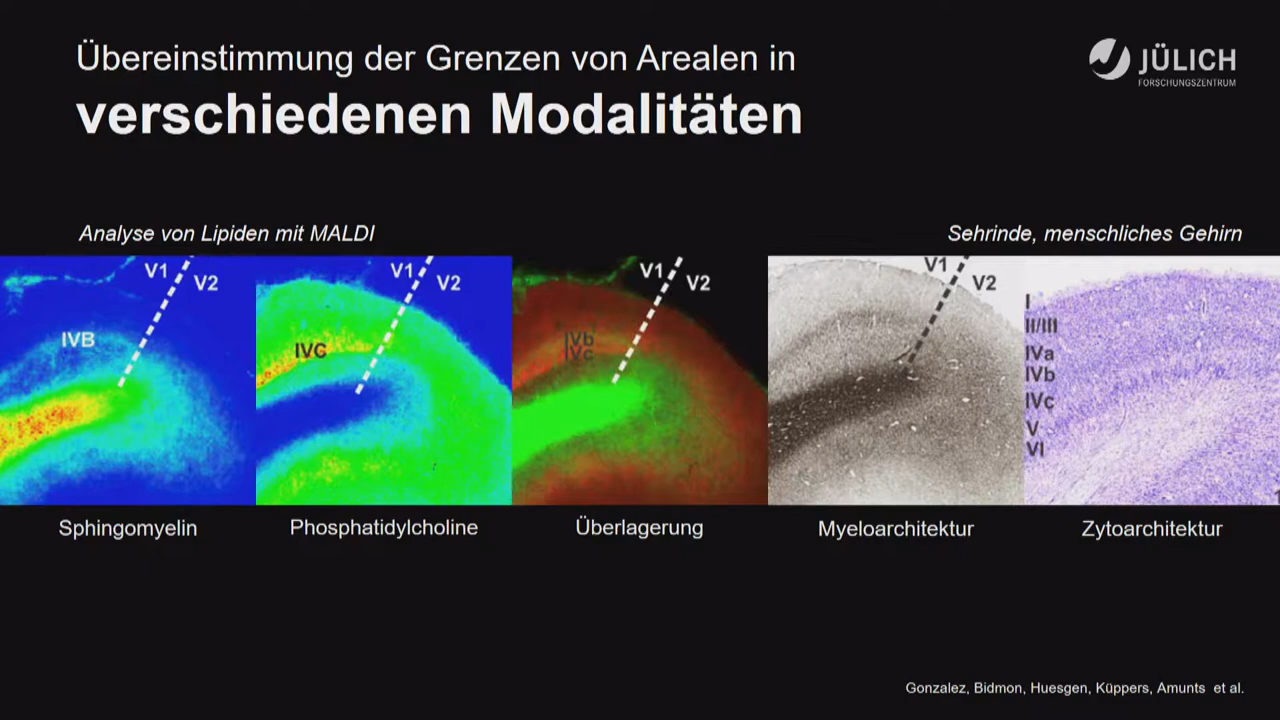 Übereinstimmung der Grenzen von Arealen in
verschiedenen Modalitäten
JÜLICH
FORSCHUNGSZENTRUM
Analyse von Lipiden mit MALDI
Sehrinde, menschliches Gehirn
V1
V2
IVB
V1
V2
IVC
V1
V2
IVb
IVc
V1
V2
I
II/III
IVa
IVb
IVc
V
VI
Sphingomyelin
Phosphatidylcholine
Überlagerung
Myeloarchitektur
Zytoarchitektur
Gonzalez, Bidmon, Huesgen, Küppers, Amunts et al.